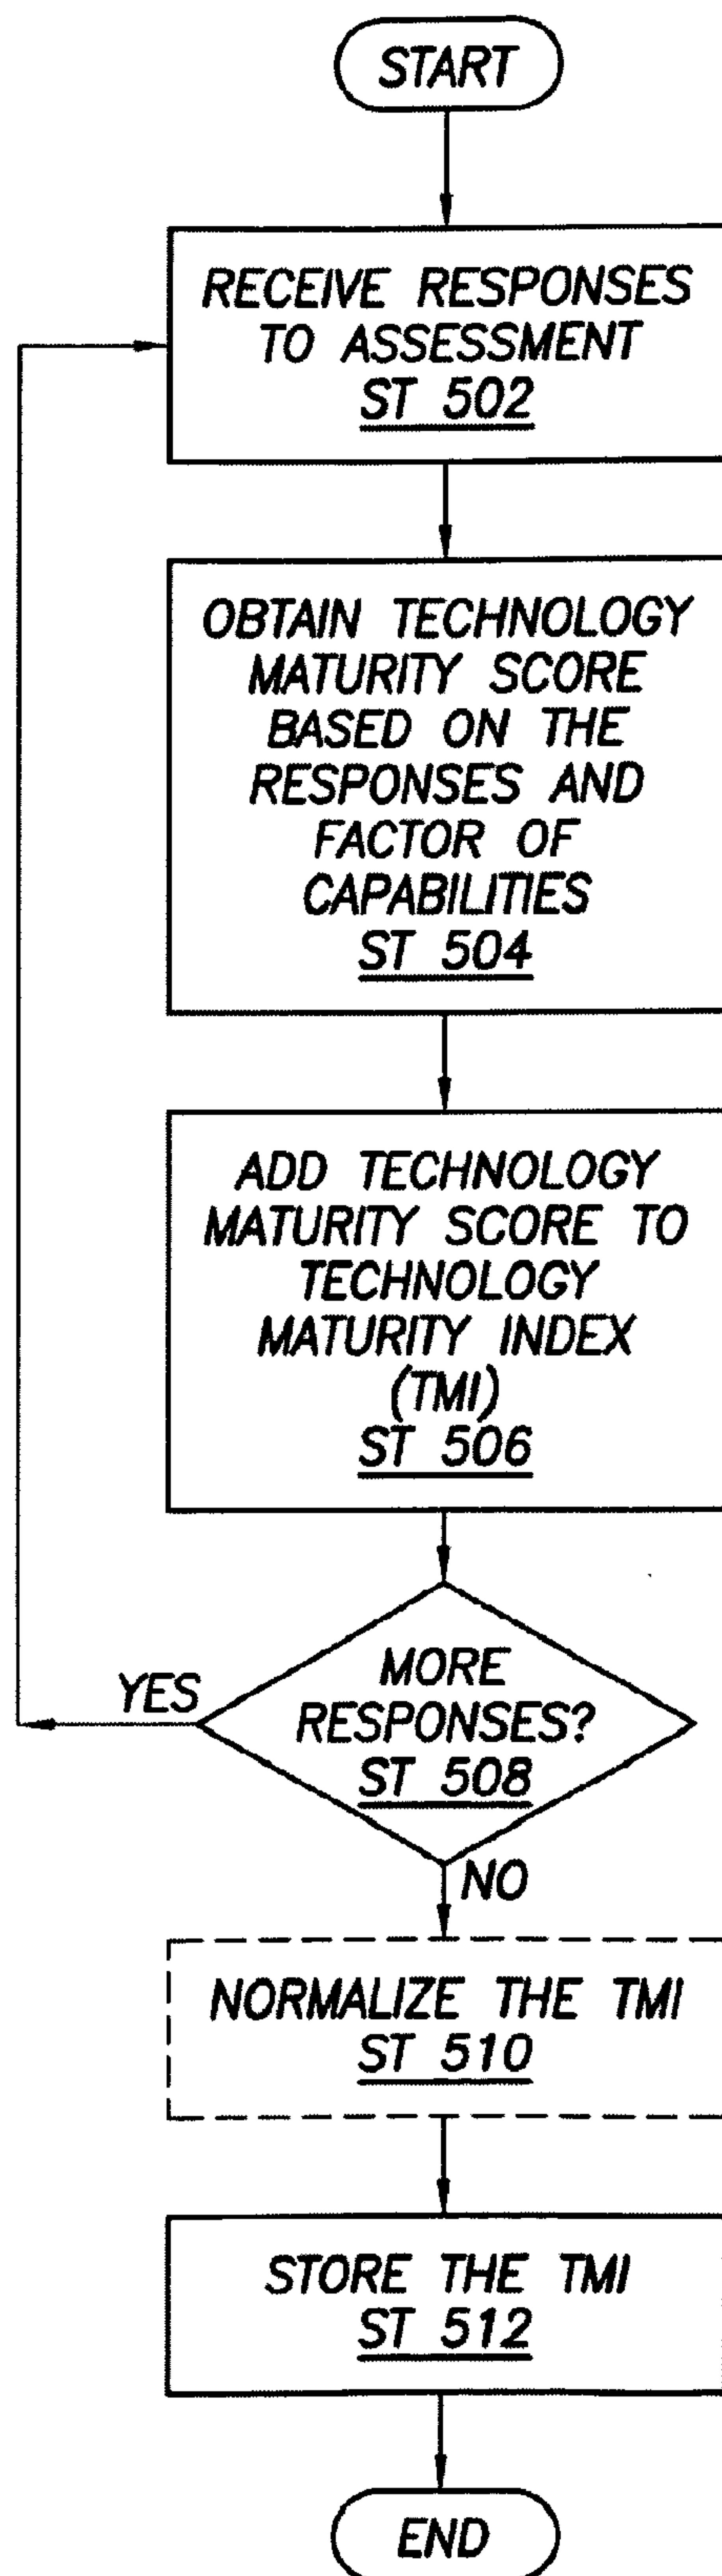 START
RECEIVE RESPONSES
TO ASSESSMENT
ST 502
OBTAIN TECHNOLOGY
MATURITY SCORE
BASED ON THE
RESPONSES AND
FACTOR OF
CAPABILITIES
ST 504
ADD TECHNOLOGY
MATURITY SCORE TO
TECHNOLOGY
MATURITY INDEX
(TMI)
ST 506
MORE
RESPONSES?
ST 508
YES
NO
NORMALIZE THE TMI
ST 510
STORE THE TMI
ST 512
END